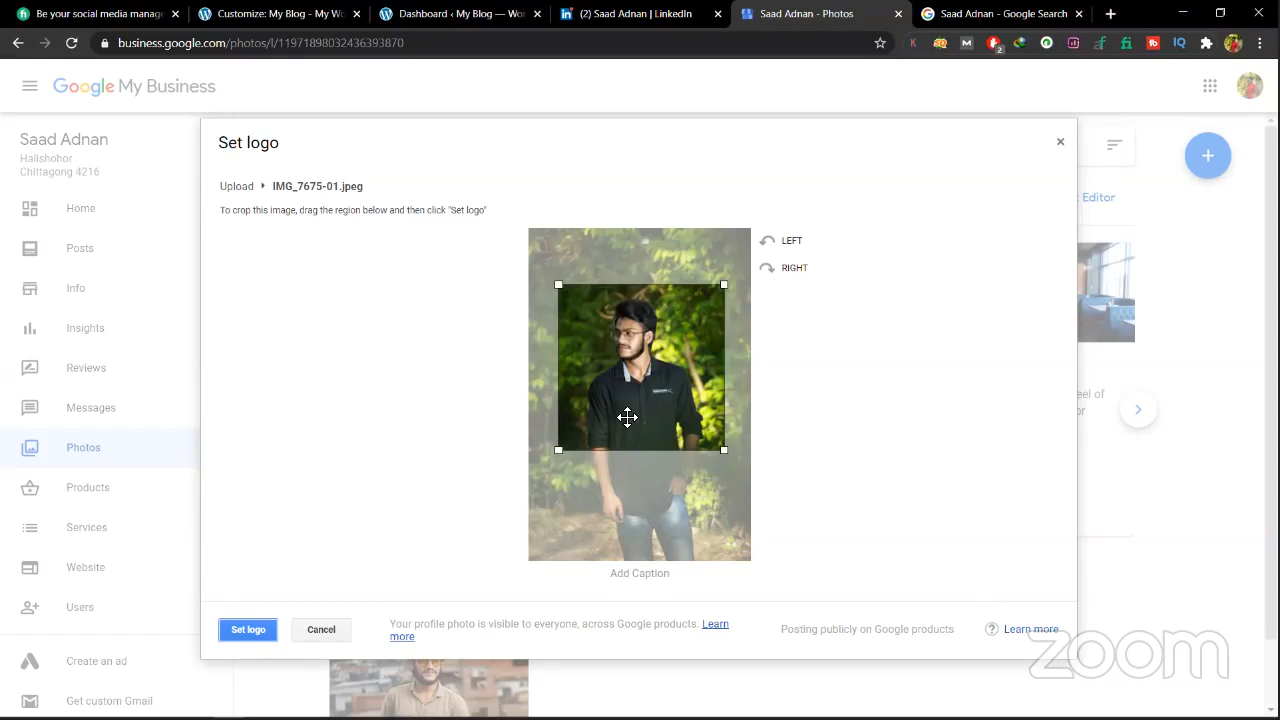 Be your social media manage
Customize: My Blog - My Wo
Dashboard ‹ My Blog — Wor
(2) Saad Adnan | LinkedIn
Saad Adnan - Photos
Saad Adnan - Google Search
business.google.com/photos/l/11971898032436393870
Google My Business
Saad Adnan
Halishohor
Chittagong 4216
Home
Posts
Info
Insights
Reviews
Messages
Photos
Products
Services
Website
Users
Create an ad
Get custom Gmail
Set logo
Upload
IMG_7675-01.jpeg
To crop this image, drag the region below and then click "Set logo"
LEFT
RIGHT
Add Caption
Set logo
Cancel
Your profile photo is visible to everyone, across Google products. Learn
more
Posting publicly on Google products
Learn more
Editor
eel of
or
zoom